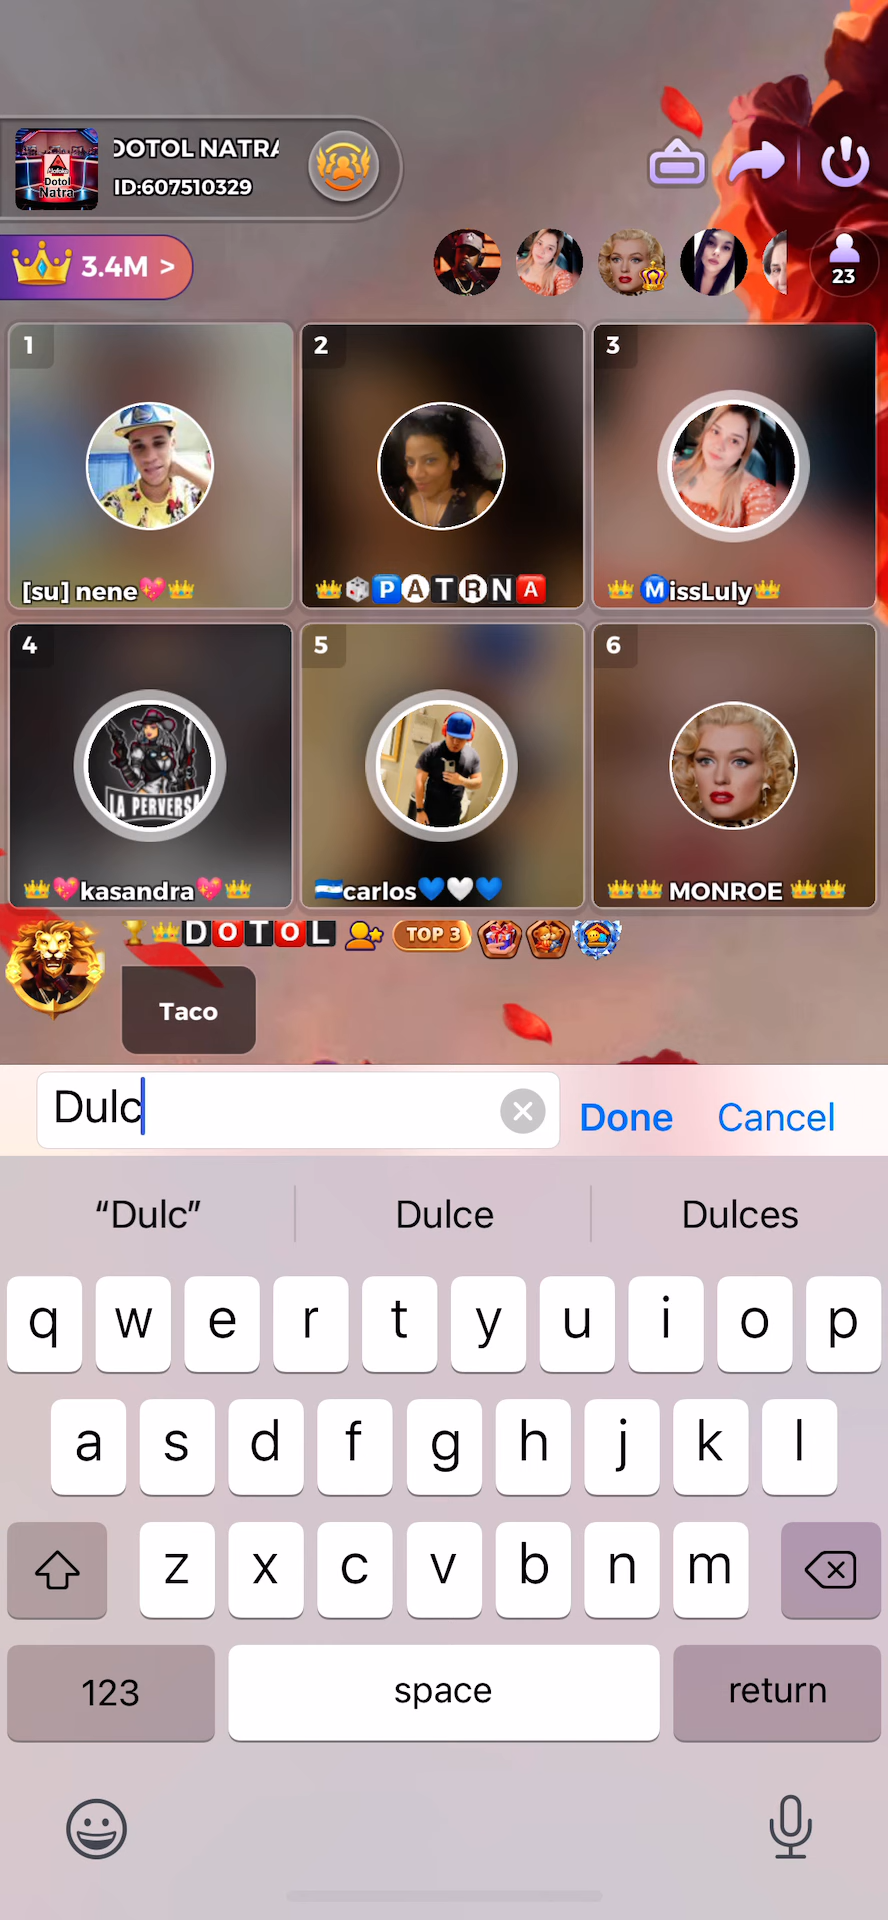 DOTOL NATRA
ID:607510329
Dotol
Natra
3.4M >
23
1
[su] nene
2
PATRNA
3
MissLuly
4
LA PERVERSA
kasandra
5
carlos
6
MONROE
DOTOL
TOP 3
Taco
Dulc
Done
Cancel
“Dulc”
Dulce
Dulces
q w e r t y u i o p
a s d f g h j k l
z x c v b n m
123
space
return